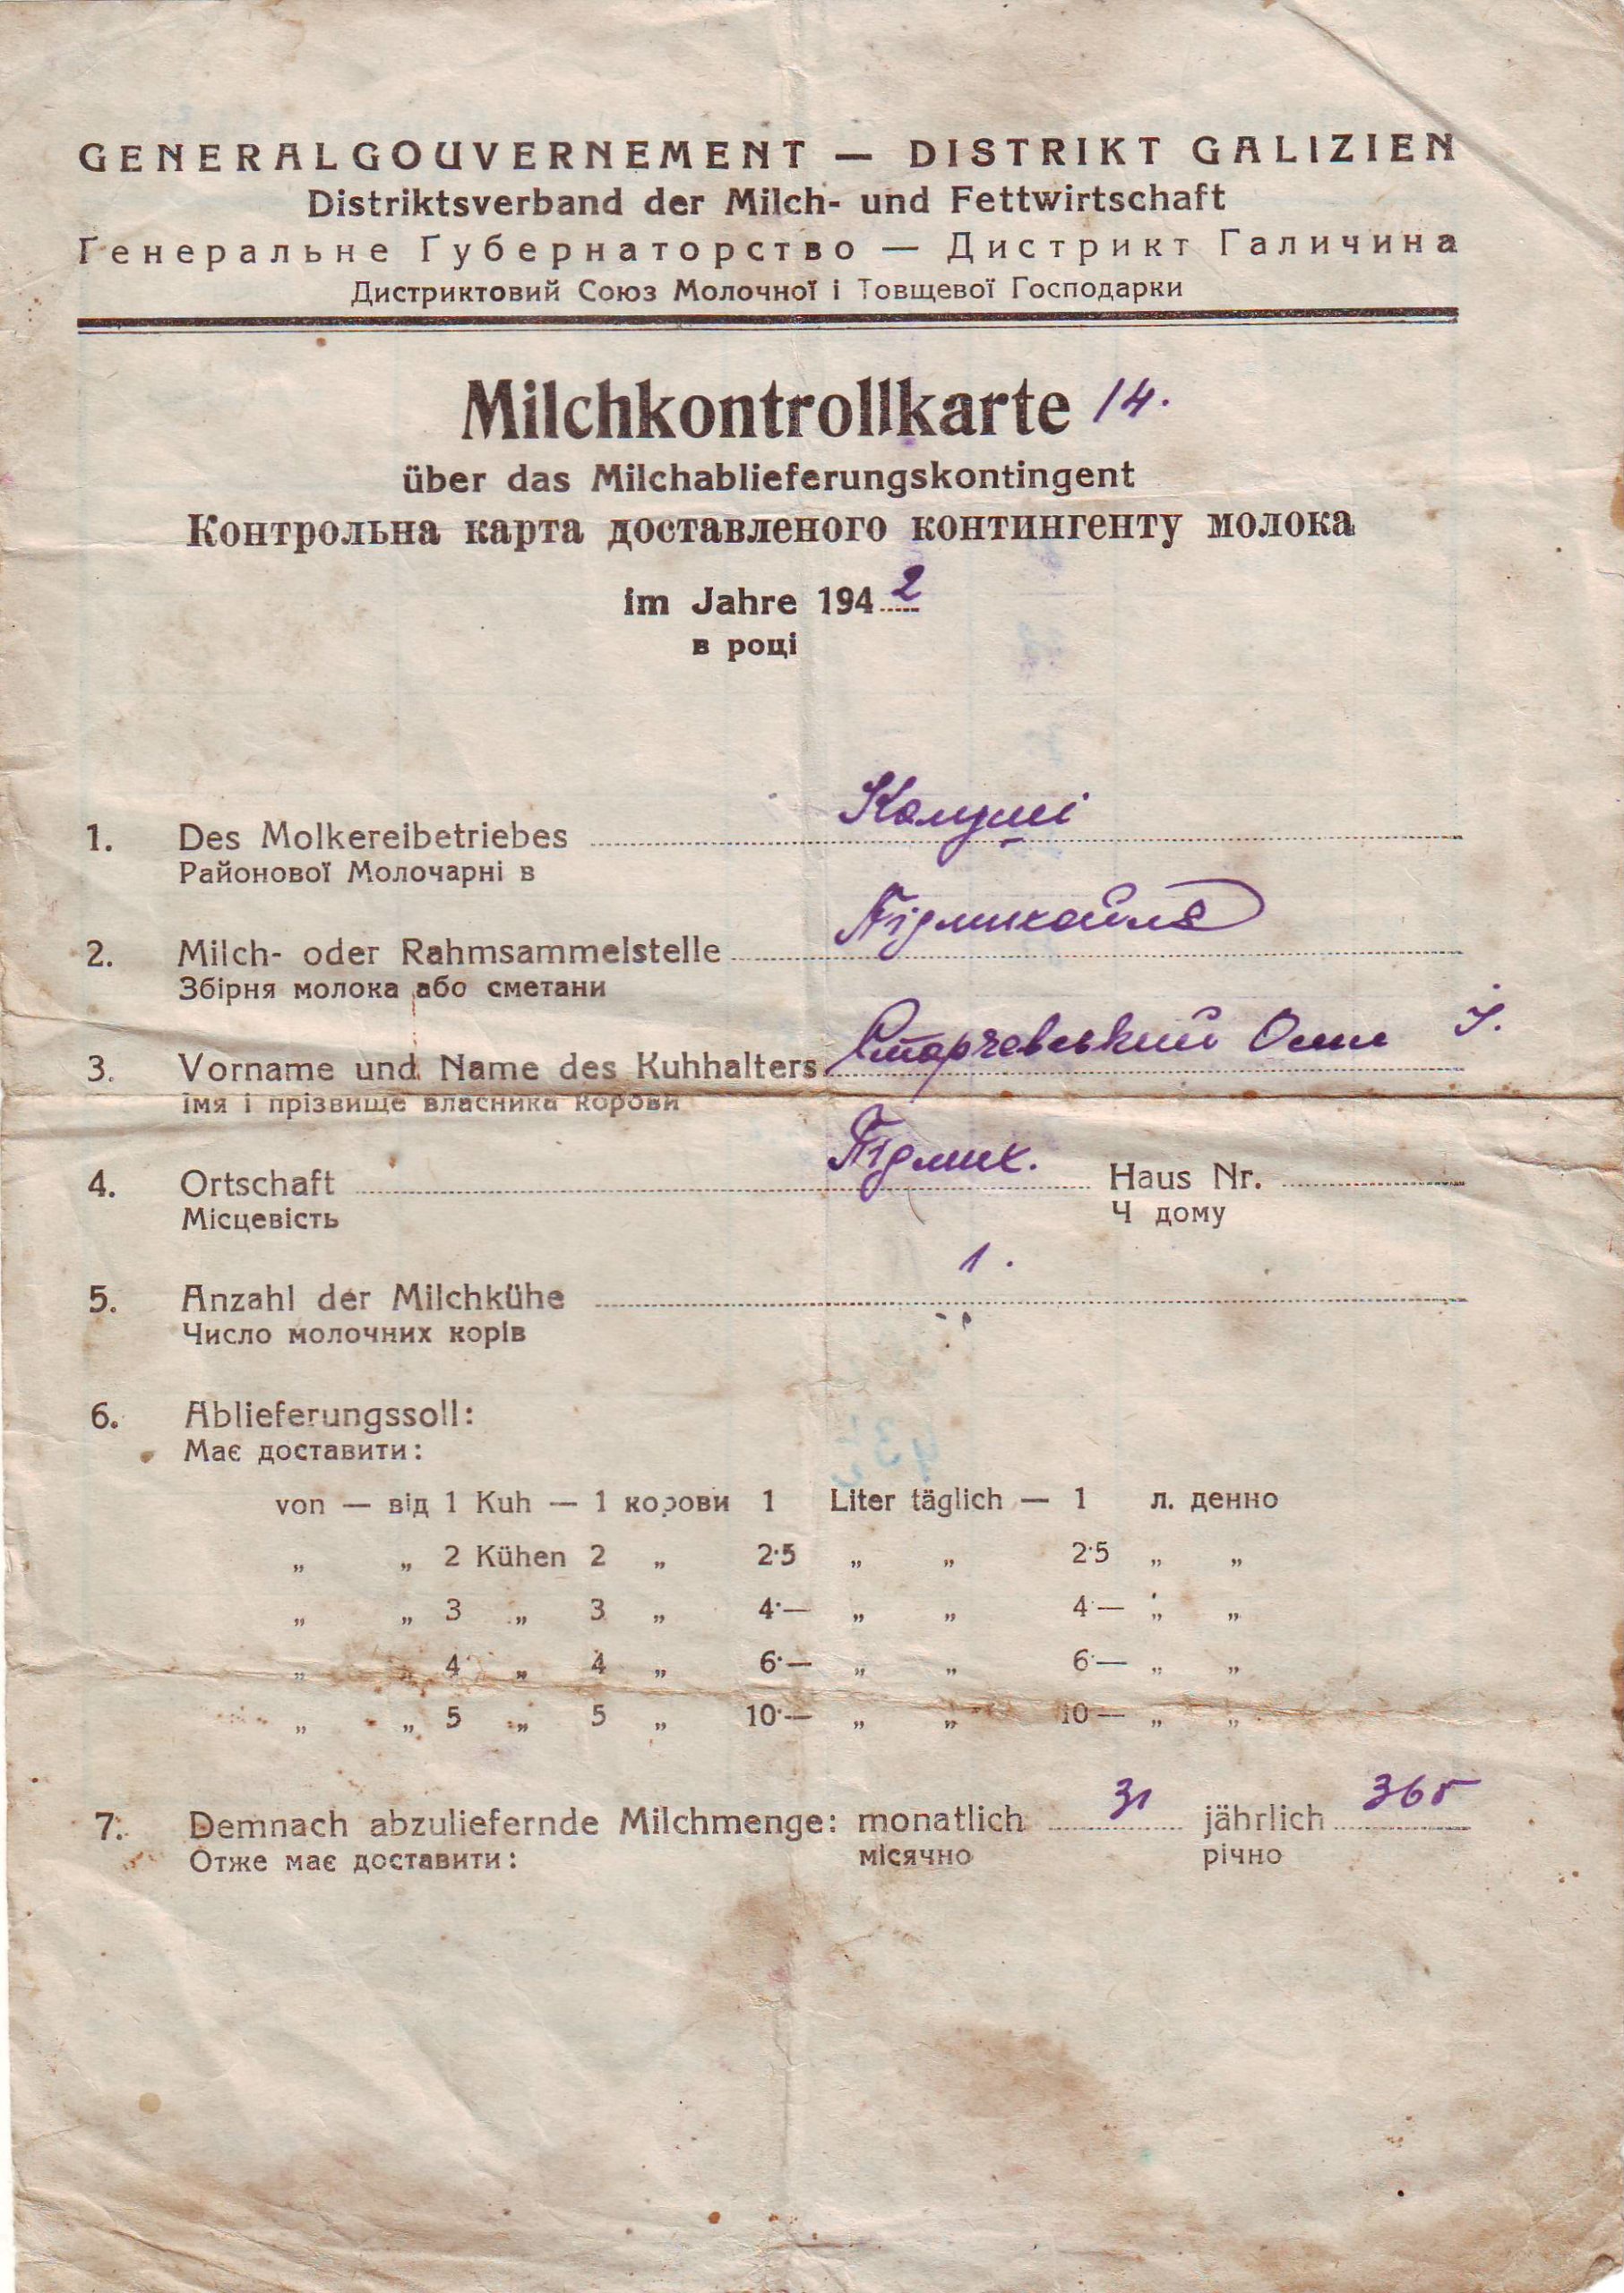 GENERALGOUVERNEMENT — DISTRIKT GALIZIEN
Distriktsverband der Milch- und Fettwirtschaft
Генеральне Губернаторство — Дистрикт Галичина
Дистриктовий Союз Молочної і Товщевої Господарки
Milchkontrollkarte 14.
über das Milchablieferungskontingent
Контрольна карта доставленого контингенту молока
im Jahre 1942
в році
1. Des Molkereibetriebes Калуші
Районової Молочарні в
2. Milch- oder Rahmsammelstelle Підмихайля
Збірня молока або сметани
3. Vorname und Name des Kuhhalters Старчевський Осип І.
імя і прізвище власника корови
4. Ortschaft Підмих. Haus Nr.
Місцевість Ч дому
5. Anzahl der Milchkühe 1.
Число молочних корів
6. Ablieferungssoll:
Має доставити:
von — від 1 Kuh — 1 корови 1 Liter täglich — 1 л. денно
„ „ 2 Kühen 2 „ 2·5 „ „ 2·5 „ „
„ „ 3 „ 3 „ 4·— „ „ 4·— „ „
„ „ 4 „ 4 „ 6·— „ „ 6·— „ „
„ „ 5 „ 5 „ 10·— „ „ 10— „ „
7. Demnach abzuliefernde Milchmenge: monatlich 31 jährlich 365
Отже має доставити: місячно річно